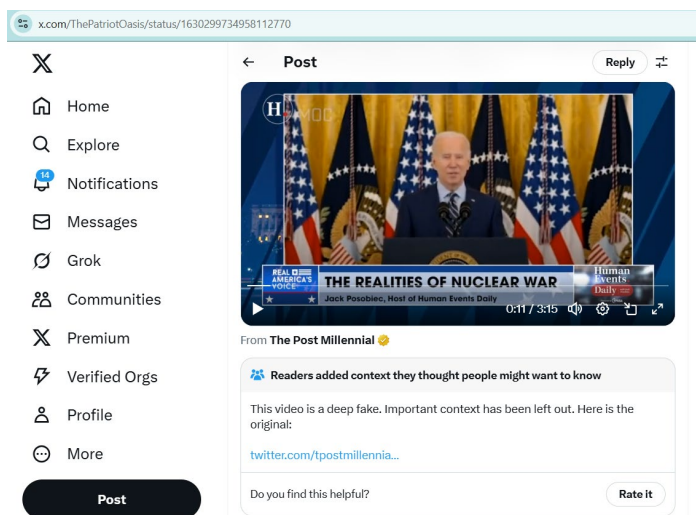 x.com/ThePatriotOasis/status/1630299734958112770
X
Post
Reply
Home
Explore
14
Notifications
Messages
Grok
Communities
Premium
Verified Orgs
Profile
More
Post
H
MOC
REAL AMERICA'S VOICE
THE REALITIES OF NUCLEAR WAR
Jack Posobiec, Host of Human Events Daily
Human
Events
Daily
0:11 / 3:15
From The Post Millennial
Readers added context they thought people might want to know
This video is a deep fake. Important context has been left out. Here is the
original:
twitter.com/tpostmillennia...
Do you find this helpful?
Rate it